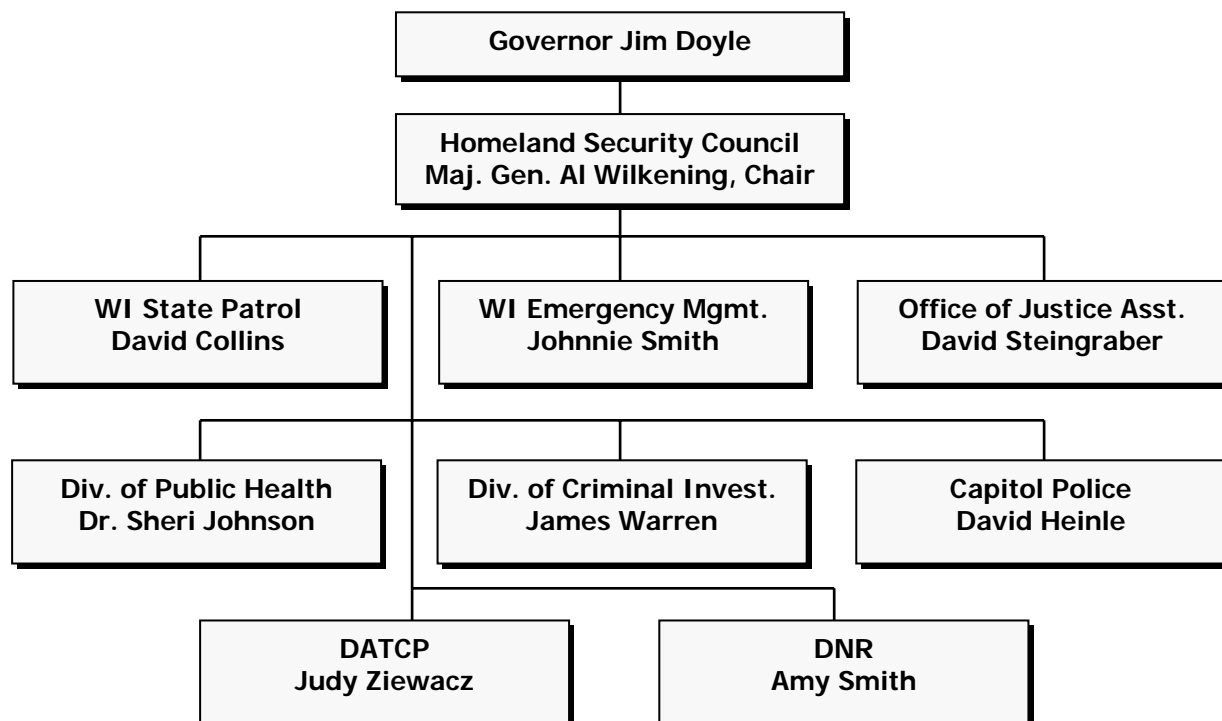 Governor Jim Doyle
Homeland Security Council
Maj. Gen. Al Wilkening, Chair
WI State Patrol
David Collins
WI Emergency Mgmt.
Johnnie Smith
Office of Justice Asst.
David Steingraber
Div. of Public Health
Dr. Sheri Johnson
Div. of Criminal Invest.
James Warren
Capitol Police
David Heinle
DATCP
Judy Ziewacz
DNR
Amy Smith